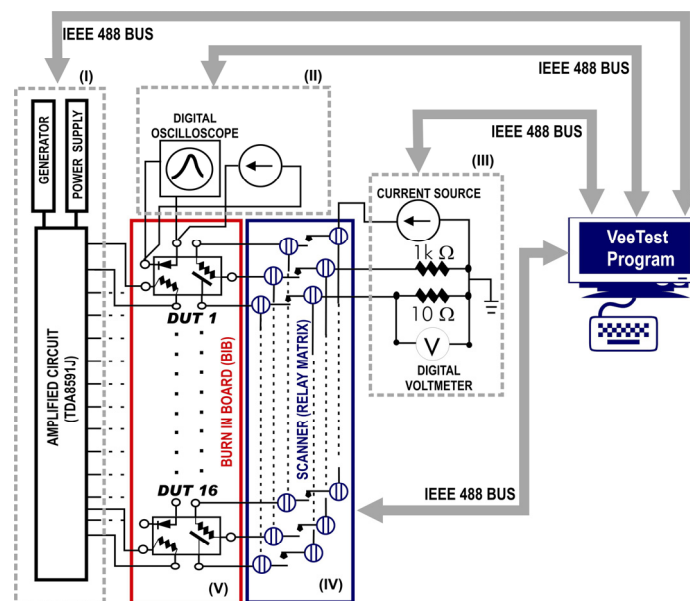 IEEE 488 BUS
IEEE 488 BUS
IEEE 488 BUS
(I)
(II)
(III)
GENERATOR
POWER SUPPLY
DIGITAL
OSCILLOSCOPE
CURRENT SOURCE
VeeTest
Program
1k Ω
10 Ω
V
DIGITAL
VOLTMETER
DUT 1
AMPLIFIED CIRCUIT
(TDA8591J)
BURN IN BOARD (BIB)
SCANNER (RELAY MATRIX)
DUT 16
IEEE 488 BUS
(V)
(IV)